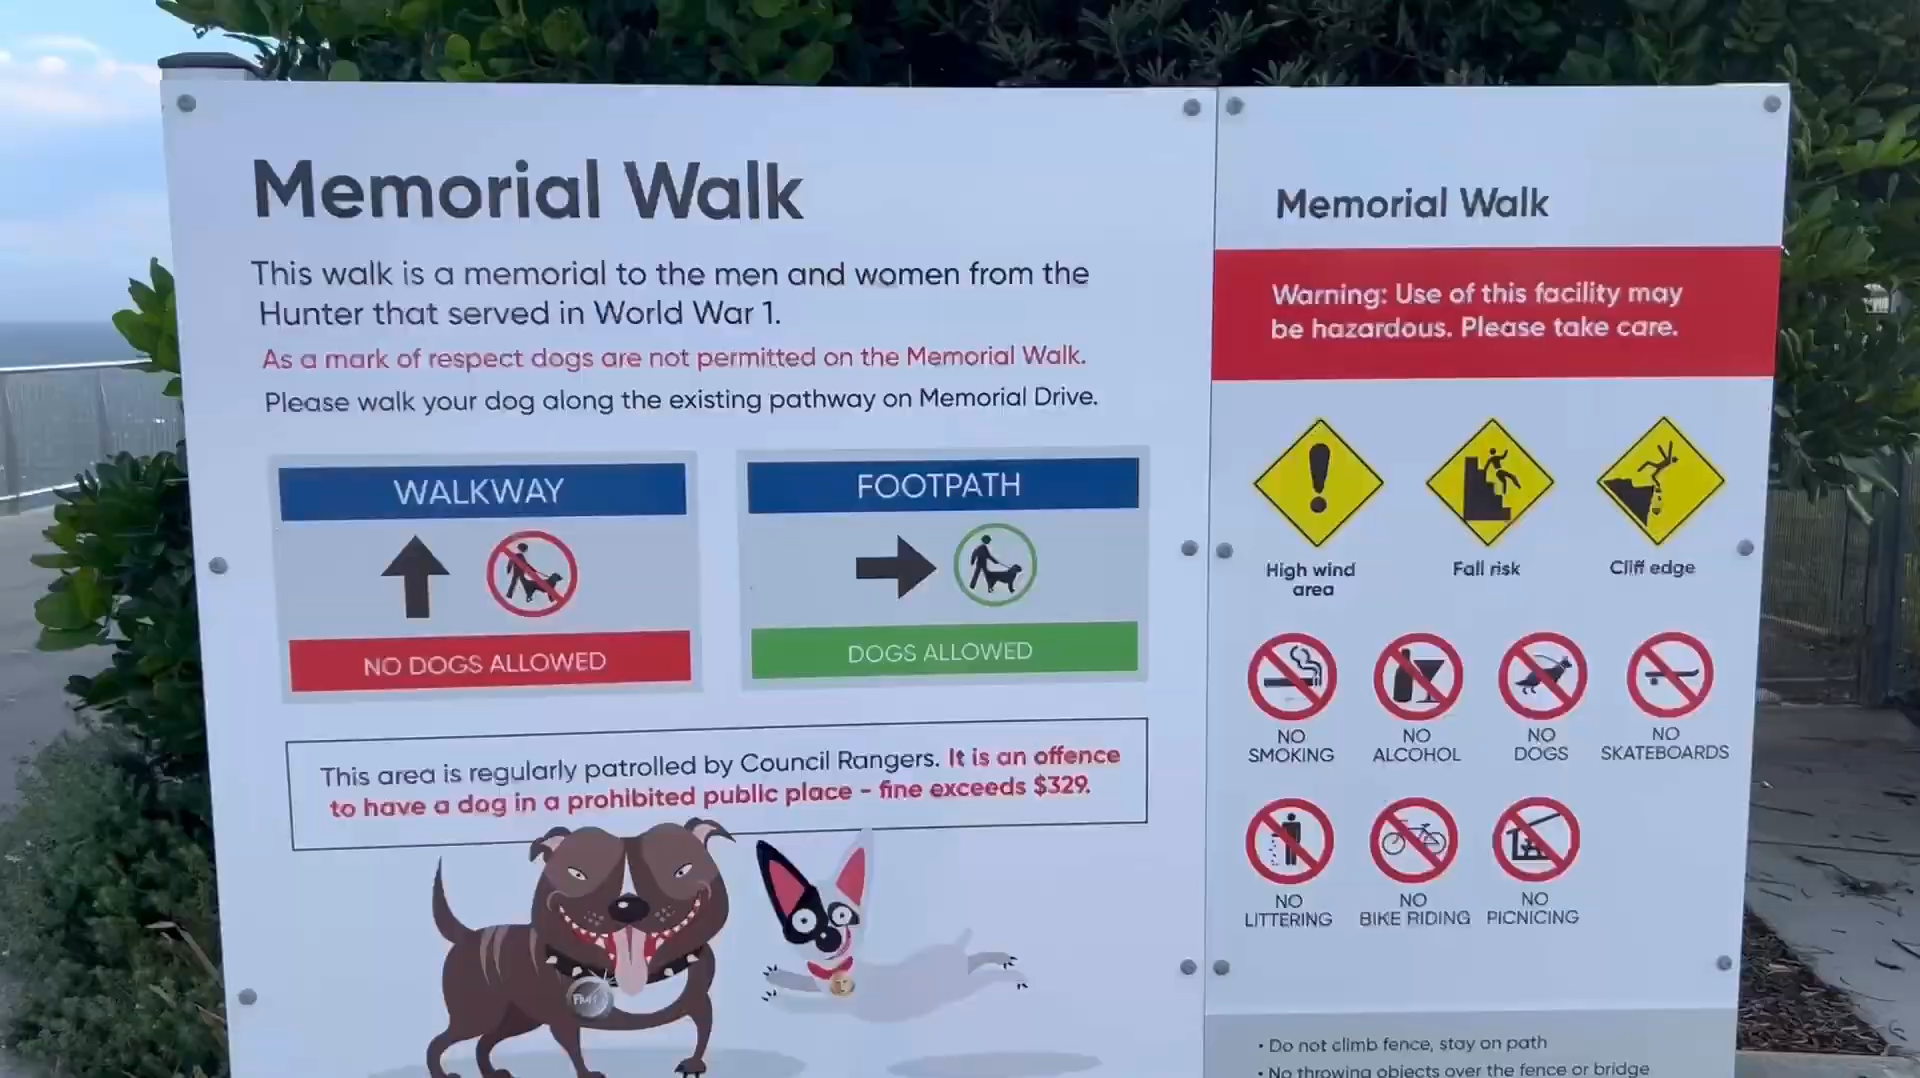 Memorial Walk
This walk is a memorial to the men and women from the
Hunter that served in World War 1.
As a mark of respect dogs are not permitted on the Memorial Walk.
Please walk your dog along the existing pathway on Memorial Drive.
WALKWAY
NO DOGS ALLOWED
FOOTPATH
DOGS ALLOWED
This area is regularly patrolled by Council Rangers. It is an offence
to have a dog in a prohibited public place - fine exceeds $329.
Fluff
Memorial Walk
Warning: Use of this facility may
be hazardous. Please take care.
High wind
area
Fall risk
Cliff edge
NO
SMOKING
NO
ALCOHOL
NO
DOGS
NO
SKATEBOARDS
NO
LITTERING
NO
BIKE RIDING
NO
PICNICING
• Do not climb fence, stay on path
• No throwing objects over the fence or bridge